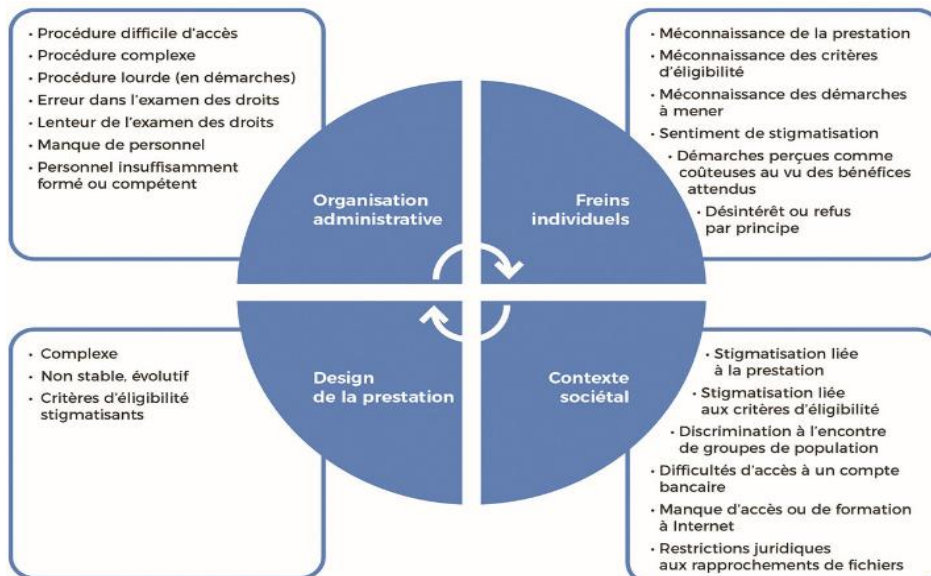 • Procédure difficile d'accès
• Procédure complexe
• Procédure lourde (en démarches)
• Erreur dans l'examen des droits
• Lenteur de l'examen des droits
• Manque de personnel
• Personnel insuffisamment
formé ou compétent
Organisation
administrative
• Méconnaissance de la prestation
• Méconnaissance des critères
d'éligibilité
• Méconnaissance des démarches
à mener
• Sentiment de stigmatisation
• Démarches perçues comme
coûteuses au vu des bénéfices
attendus
• Désintérêt ou refus
par principe
Freins
individuels
• Complexe
• Non stable, évolutif
• Critères d'éligibilité
stigmatisants
Design
de la prestation
Contexte
sociétal
• Stigmatisation liée
à la prestation
• Stigmatisation liée
aux critères d'éligibilité
• Discrimination à l'encontre
de groupes de population
• Difficultés d'accès à un compte
bancaire
• Manque d'accès ou de formation
à Internet
• Restrictions juridiques
aux rapprochements de fichiers